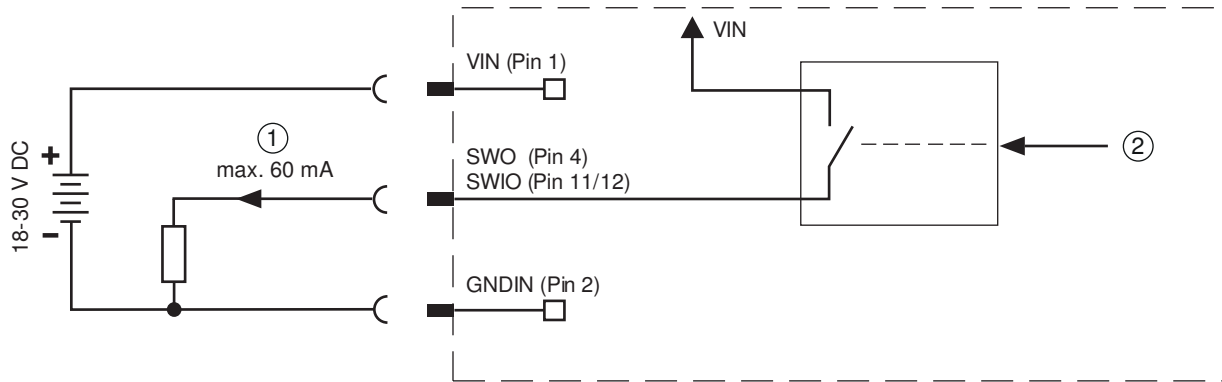 VIN
VIN (Pin 1)
①
max. 60 mA
SWO (Pin 4)
SWIO (Pin 11/12)
②
18-30 V DC
+
-
GNDIN (Pin 2)